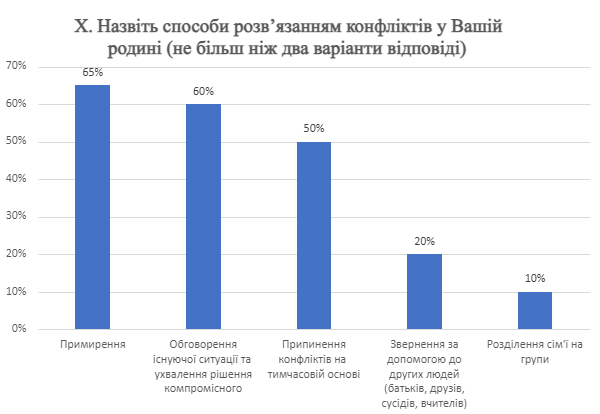 X. Назвіть способи розв’язанням конфліктів у Вашій
родині (не більш ніж два варіанти відповіді)
70%
60%
50%
40%
30%
20%
10%
0%
65%
60%
50%
20%
10%
Примирення
Обговорення
існуючої ситуації та
ухвалення рішення
компромісного
Припинення
конфліктів на
тимчасовій основі
Звернення за
допомогою до
других людей
(батьків, друзів,
сусідів, вчителів)
Розділення сім'ї на
групи